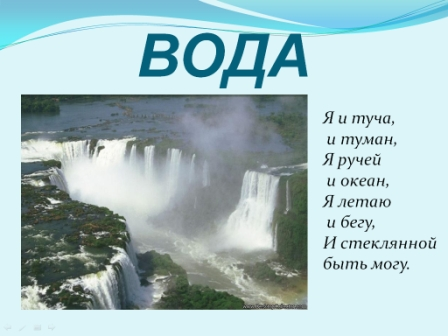 ВОДА
Я и туча,
и туман,
Я ручей
и океан,
Я летаю
и бегу,
И стеклянной
быть могу.